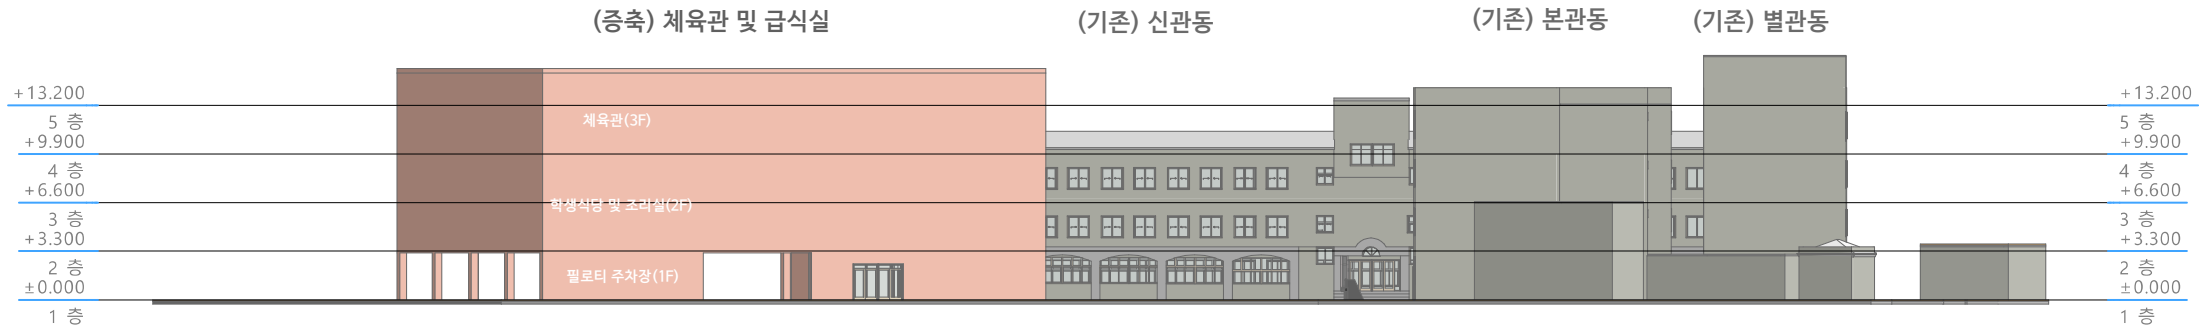 (증축) 체육관 및 급식실
(기존) 신관동
(기존) 본관동
(기존) 별관동
+13.200
5 층
+9.900
4 층
+6.600
3 층
+3.300
2 층
±0.000
1 층
체육관(3F)
학생식당 및 조리실(2F)
필로티 주차장(1F)
+13.200
5 층
+9.900
4 층
+6.600
3 층
+3.300
2 층
±0.000
1 층